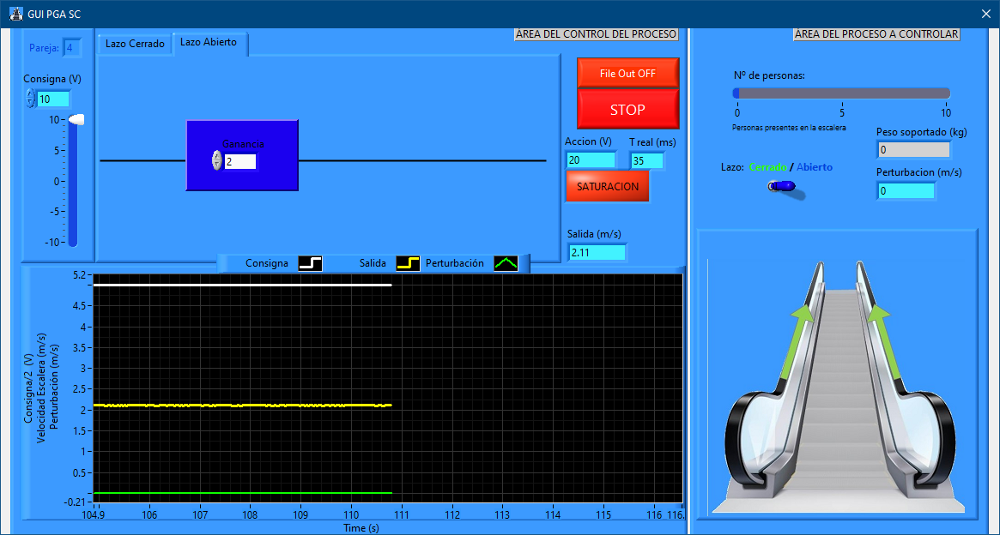 GUI PGA SC
Pareja: 4
Consigna (V)
10
10
5
0
-5
-10
Lazo Cerrado
Lazo Abierto
Ganancia
2
AREA DEL CONTROL DEL PROCESO
File Out OFF
STOP
Accion (V) T real (ms)
20 35
SATURACION
Salida (m/s)
2.11
Consigna Salida Perturbación
Consigna/2 (V)
Velocidad Escalera (m/s)
Perturbación (m/s)
5.2
4.5
4
3.5
3
2.5
2
1.5
1
0.5
-0.21
104.9 106 107 108 109 110 111 112 113 114 115 116 116.
Time (s)
AREA DEL PROCESO A CONTROLAR
Nº de personas:
0 5 10
Personas presentes en la escalera
Peso soportado (kg)
0
Lazo: Cerrado / Abierto
Perturbacion (m/s)
0